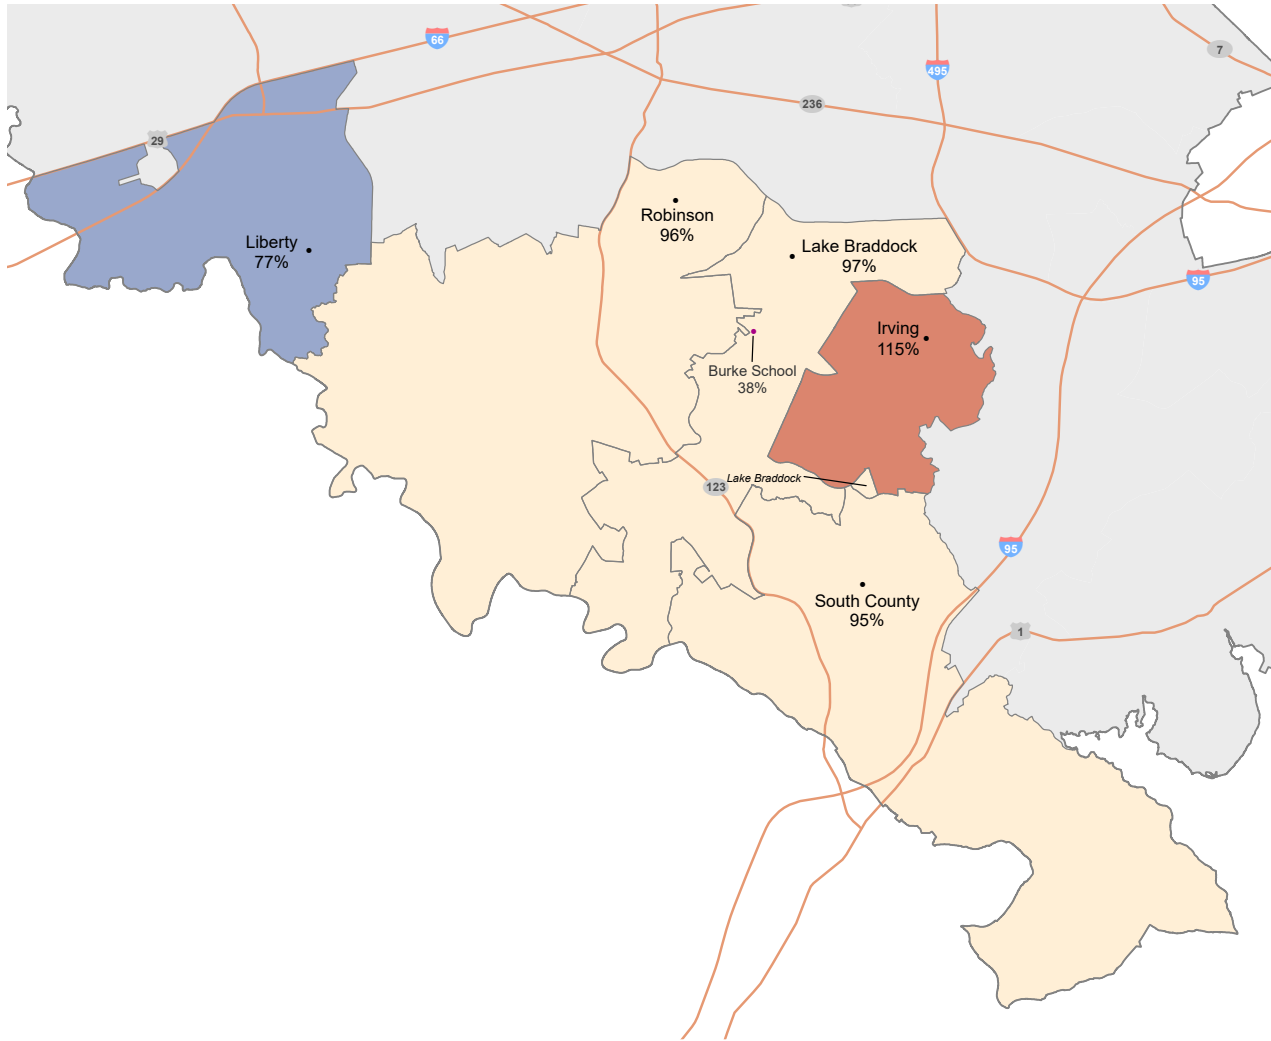 66
7
495
236
29
Robinson
96%
Liberty
77%
Lake Braddock
97%
95
Irving
115%
Burke School
38%
Lake Braddock
123
95
South County
95%
1